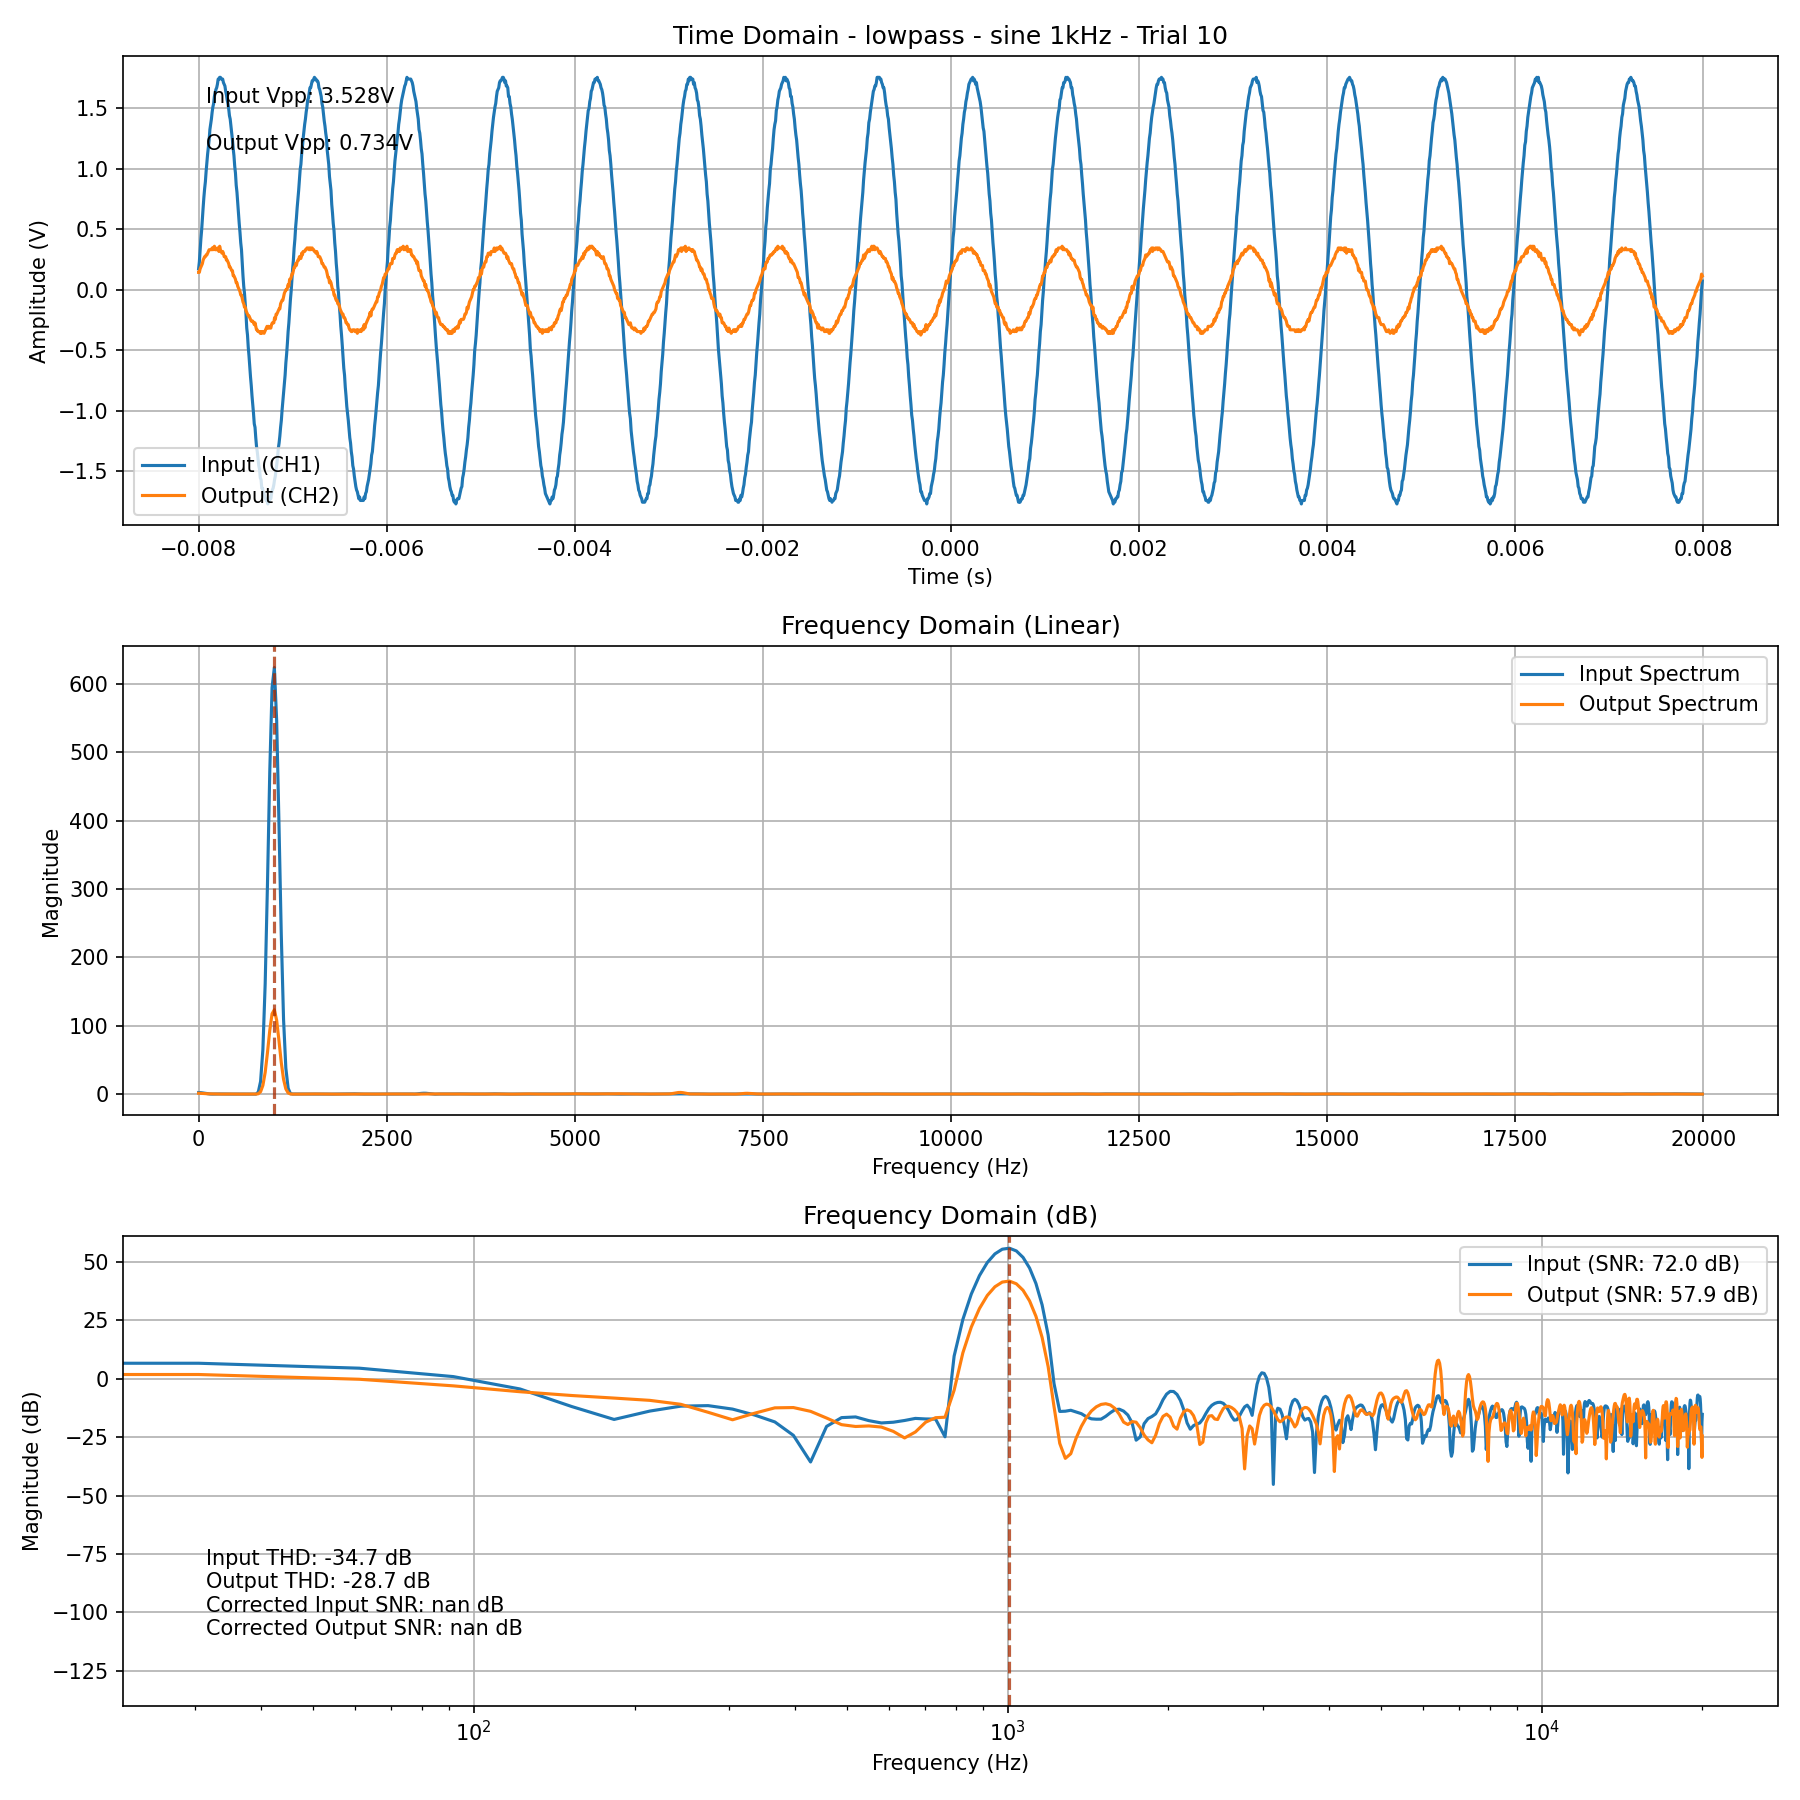 Time Domain - lowpass - sine 1kHz - Trial 10
Input Vpp: 3.528V
Output Vpp: 0.734V
Amplitude (V)
1.5
1.0
0.5
0.0
−0.5
−1.0
−1.5
Input (CH1)
Output (CH2)
−0.008 −0.006 −0.004 −0.002 0.000 0.002 0.004 0.006 0.008
Time (s)
Frequency Domain (Linear)
Input Spectrum
Output Spectrum
Magnitude
600
500
400
300
200
100
0
0 2500 5000 7500 10000 12500 15000 17500 20000
Frequency (Hz)
Frequency Domain (dB)
Input (SNR: 72.0 dB)
Output (SNR: 57.9 dB)
Magnitude (dB)
50
25
0
−25
−50
−75
−100
−125
Input THD: -34.7 dB
Output THD: -28.7 dB
Corrected Input SNR: nan dB
Corrected Output SNR: nan dB
10² 10³ 10⁴
Frequency (Hz)